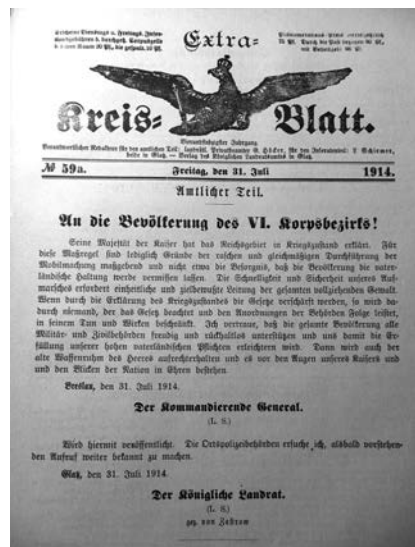 Extra=
Kreis= Blatt.
№ 59a. Freitag, den 31. Juli 1914.
Amtlicher Teil.
An die Bevölkerung des VI. Korpsbezirks!
Seine Majestät der Kaiser hat das Reichsgebiet in Kriegszustand erklärt. Für
diese Maßregel sind lediglich Gründe der raschen und gleichmäßigen Durchführung der
Mobilmachung maßgebend und nicht etwa die Besorgnis, daß die Bevölkerung die vater-
ländische Haltung werde vermissen lassen. Die Schnelligkeit und Sicherheit unseres Auf-
marsches erfordert einheitliche und zielbewußte Leitung der gesamten vollziehenden Gewalt.
Wenn durch die Erklärung des Kriegszustandes die Gesetze verschärft werden, so wird da-
durch niemand, der das Gesetz beachtet und den Anordnungen der Behörden Folge leistet,
in seinem Tun und Wirken beschränkt. Ich vertraue, daß die gesamte Bevölkerung alle
Militär- und Zivilbehörden freudig und rückhaltlos unterstützen und uns damit die Er-
füllung unserer hohen vaterländischen Pflichten erleichtern wird. Dann wird auch der
alte Waffenruhm des Heeres aufrechterhalten und es vor den Augen unseres Kaisers und
und den Blicken der Nation in Ehren bestehen.
Breslau, den 31. Juli 1914.
Der Kommandierende General.
(L. S.)
Wird hiermit veröffentlicht. Die Ortspolizeibehörden ersuche ich, alsbald vorstehen-
den Aufruf weiter bekannt zu machen.
Glatz, den 31. Juli 1914.
Der Königliche Landrat.
(L. S.)
gez. von Zastrow